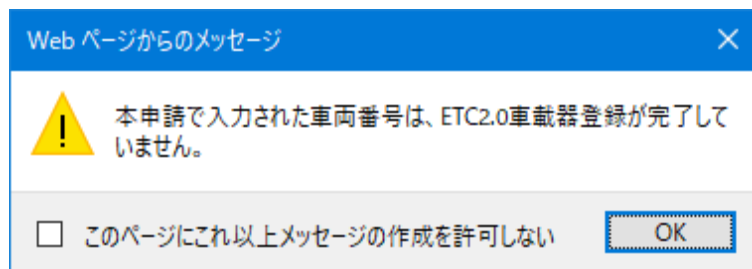 Web ページからのメッセージ
本申請で入力された車両番号は、ETC2.0車載器登録が完了して
いません。
このページにこれ以上メッセージの作成を許可しない
OK